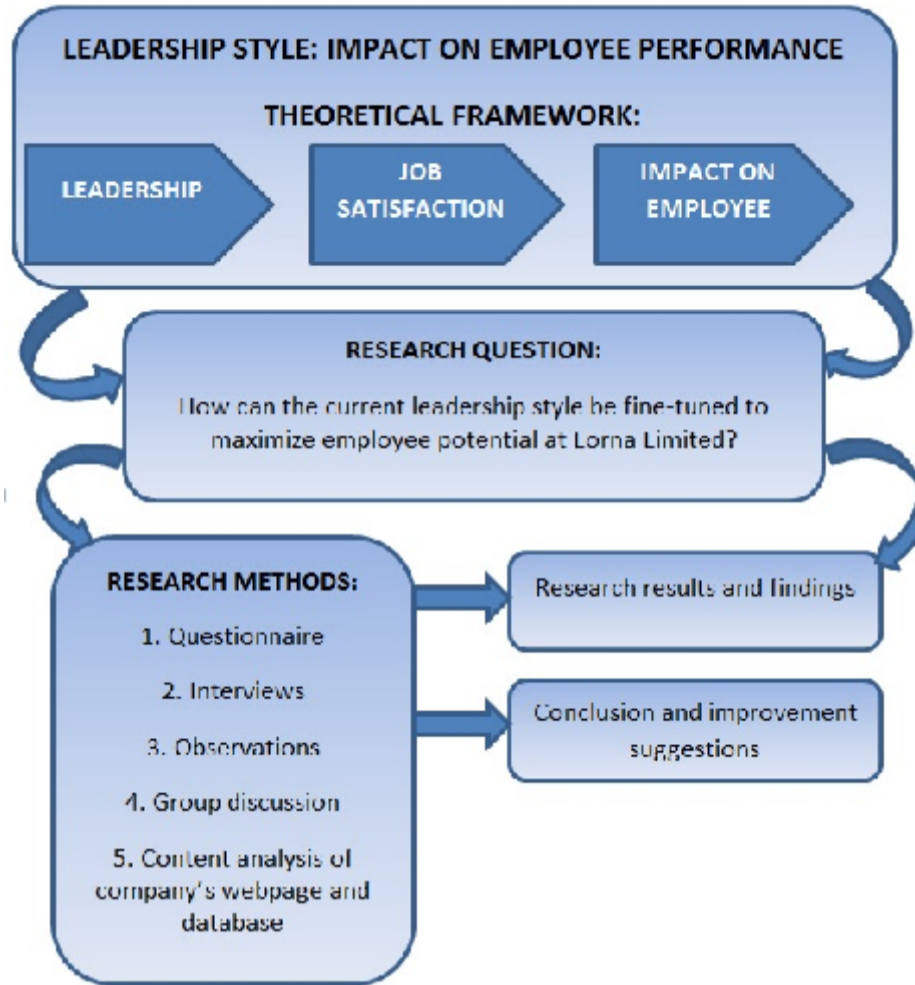 LEADERSHIP STYLE: IMPACT ON EMPLOYEE PERFORMANCE
THEORETICAL FRAMEWORK:
LEADERSHIP
JOB
SATISFACTION
IMPACT ON
EMPLOYEE
RESEARCH QUESTION:
How can the current leadership style be fine-tuned to
maximize employee potential at Lorna Limited?
RESEARCH METHODS:
1. Questionnaire
2. Interviews
3. Observations
4. Group discussion
5. Content analysis of
company's webpage and
database
Research results and findings
Conclusion and improvement
suggestions